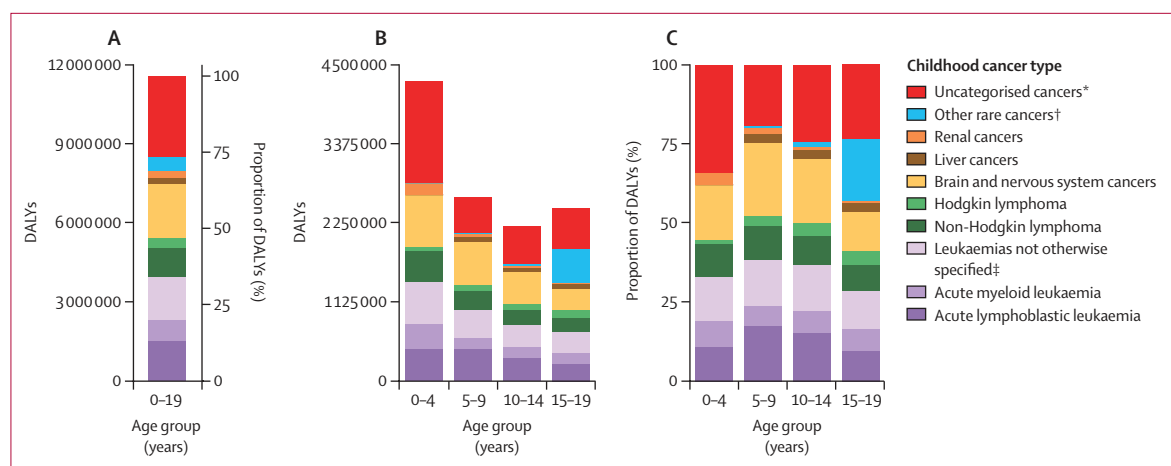 A
B
C
12 000 000
9 000 000
6 000 000
3 000 000
0
DALYs
100
75
50
25
0
Proportion of DALYs (%)
0–19
Age group
(years)
4 500 000
3 375 000
2 250 000
1 125 000
0
DALYs
0–4 5–9 10–14 15–19
Age group
(years)
100
75
50
25
0
Proportion of DALYs (%)
0–4 5–9 10–14 15–19
Age group
(years)
Childhood cancer type
Uncategorised cancers*
Other rare cancers†
Renal cancers
Liver cancers
Brain and nervous system cancers
Hodgkin lymphoma
Non-Hodgkin lymphoma
Leukaemias not otherwise
specified‡
Acute myeloid leukaemia
Acute lymphoblastic leukaemia